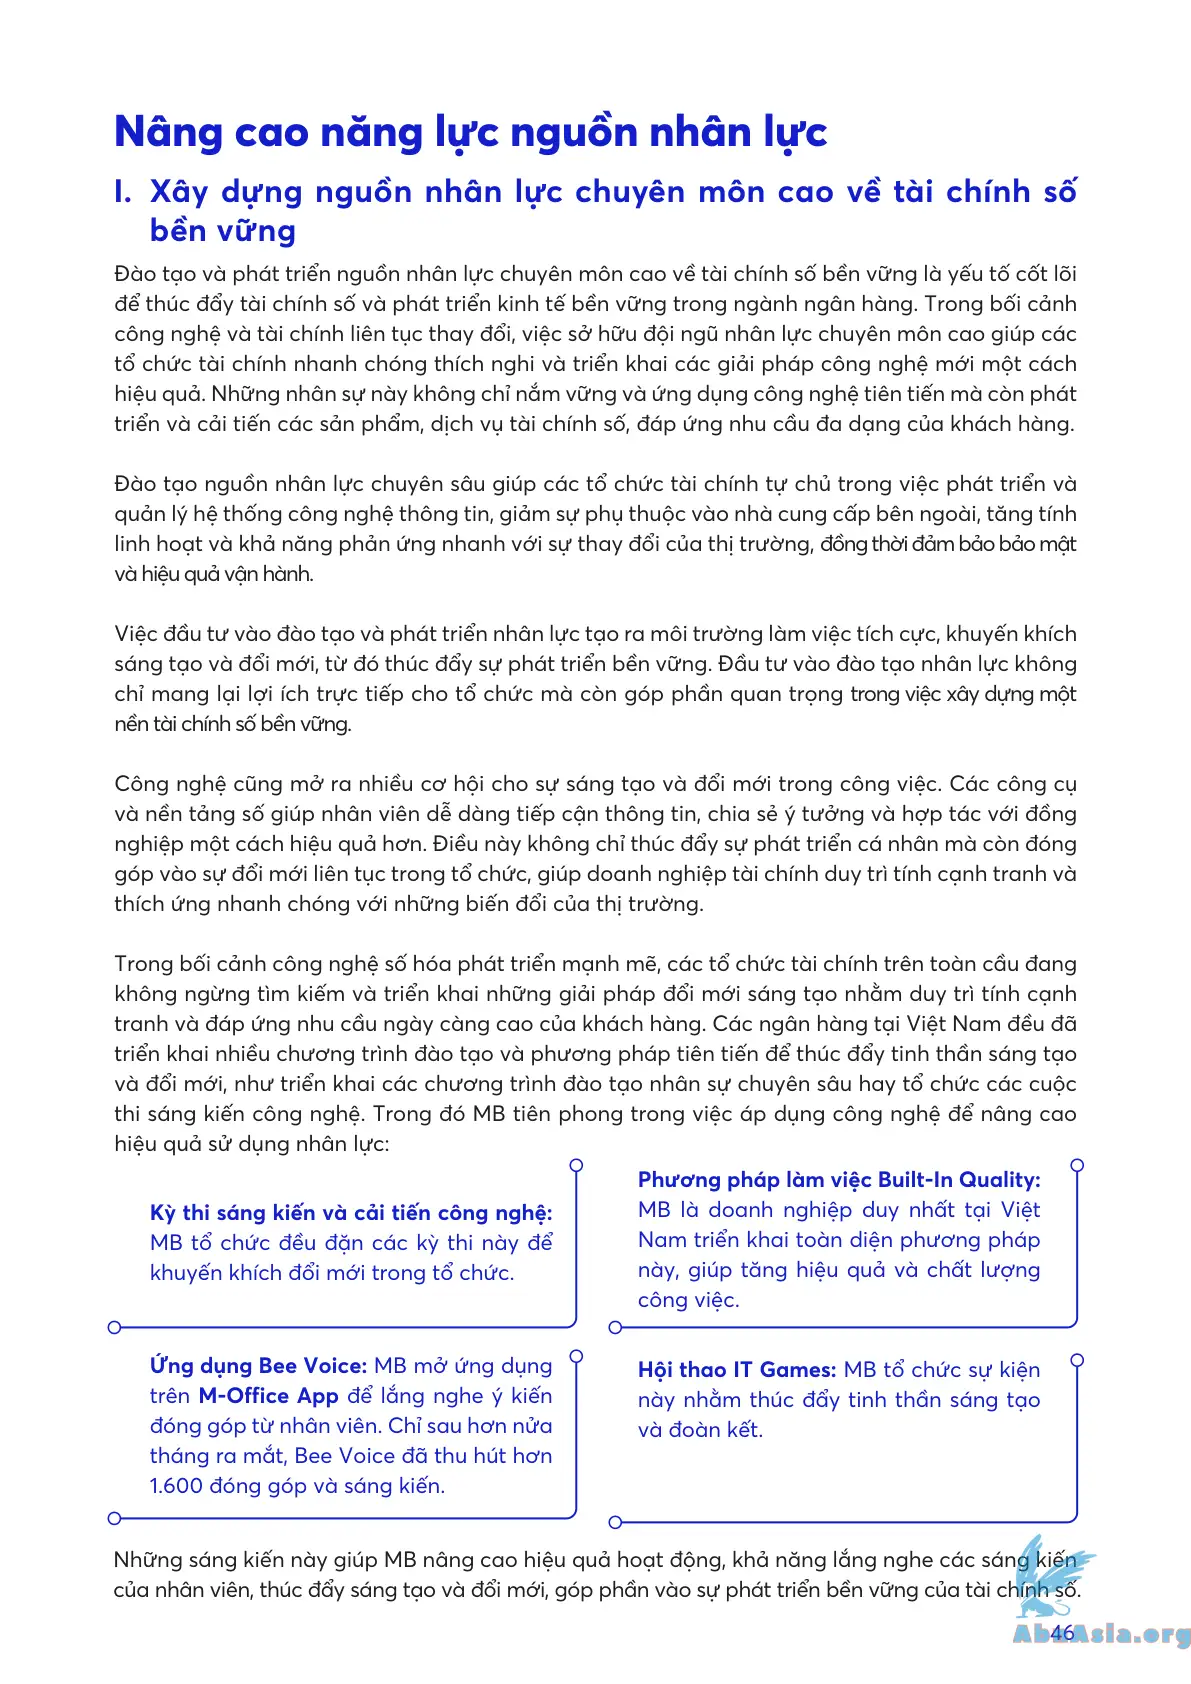 Nâng cao năng lực nguồn nhân lực
I. Xây dựng nguồn nhân lực chuyên môn cao về tài chính số
bền vững
Đào tạo và phát triển nguồn nhân lực chuyên môn cao về tài chính số bền vững là yếu tố cốt lõi
để thúc đẩy tài chính số và phát triển kinh tế bền vững trong ngành ngân hàng. Trong bối cảnh
công nghệ và tài chính liên tục thay đổi, việc sở hữu đội ngũ nhân lực chuyên môn cao giúp các
tổ chức tài chính nhanh chóng thích nghi và triển khai các giải pháp công nghệ mới một cách
hiệu quả. Những nhân sự này không chỉ nắm vững và ứng dụng công nghệ tiên tiến mà còn phát
triển và cải tiến các sản phẩm, dịch vụ tài chính số, đáp ứng nhu cầu đa dạng của khách hàng.
Đào tạo nguồn nhân lực chuyên sâu giúp các tổ chức tài chính tự chủ trong việc phát triển và
quản lý hệ thống công nghệ thông tin, giảm sự phụ thuộc vào nhà cung cấp bên ngoài, tăng tính
linh hoạt và khả năng phản ứng nhanh với sự thay đổi của thị trường, đồng thời đảm bảo bảo mật
và hiệu quả vận hành.
Việc đầu tư vào đào tạo và phát triển nhân lực tạo ra môi trường làm việc tích cực, khuyến khích
sáng tạo và đổi mới, từ đó thúc đẩy sự phát triển bền vững. Đầu tư vào đào tạo nhân lực không
chỉ mang lại lợi ích trực tiếp cho tổ chức mà còn góp phần quan trọng trong việc xây dựng một
nền tài chính số bền vững.
Công nghệ cũng mở ra nhiều cơ hội cho sự sáng tạo và đổi mới trong công việc. Các công cụ
và nền tảng số giúp nhân viên dễ dàng tiếp cận thông tin, chia sẻ ý tưởng và hợp tác với đồng
nghiệp một cách hiệu quả hơn. Điều này không chỉ thúc đẩy sự phát triển cá nhân mà còn đóng
góp vào sự đổi mới liên tục trong tổ chức, giúp doanh nghiệp tài chính duy trì tính cạnh tranh và
thích ứng nhanh chóng với những biến đổi của thị trường.
Trong bối cảnh công nghệ số hóa phát triển mạnh mẽ, các tổ chức tài chính trên toàn cầu đang
không ngừng tìm kiếm và triển khai những giải pháp đổi mới sáng tạo nhằm duy trì tính cạnh
tranh và đáp ứng nhu cầu ngày càng cao của khách hàng. Các ngân hàng tại Việt Nam đều đã
triển khai nhiều chương trình đào tạo và phương pháp tiên tiến để thúc đẩy tinh thần sáng tạo
và đổi mới, như triển khai các chương trình đào tạo nhân sự chuyên sâu hay tổ chức các cuộc
thi sáng kiến công nghệ. Trong đó MB tiên phong trong việc áp dụng công nghệ để nâng cao
hiệu quả sử dụng nhân lực:
Kỳ thi sáng kiến và cải tiến công nghệ:
MB tổ chức đều đặn các kỳ thi này để
khuyến khích đổi mới trong tổ chức.
Phương pháp làm việc Built-In Quality:
MB là doanh nghiệp duy nhất tại Việt
Nam triển khai toàn diện phương pháp
này, giúp tăng hiệu quả và chất lượng
công việc.
Ứng dụng Bee Voice: MB mở ứng dụng
trên M-Office App để lắng nghe ý kiến
đóng góp từ nhân viên. Chỉ sau hơn nửa
tháng ra mắt, Bee Voice đã thu hút hơn
1.600 đóng góp và sáng kiến.
Hội thao IT Games: MB tổ chức sự kiện
này nhằm thúc đẩy tinh thần sáng tạo
và đoàn kết.
Những sáng kiến này giúp MB nâng cao hiệu quả hoạt động, khả năng lắng nghe các sáng kiến
của nhân viên, thúc đẩy sáng tạo và đổi mới, góp phần vào sự phát triển bền vững của tài chính số.
46
AbaAsia.org